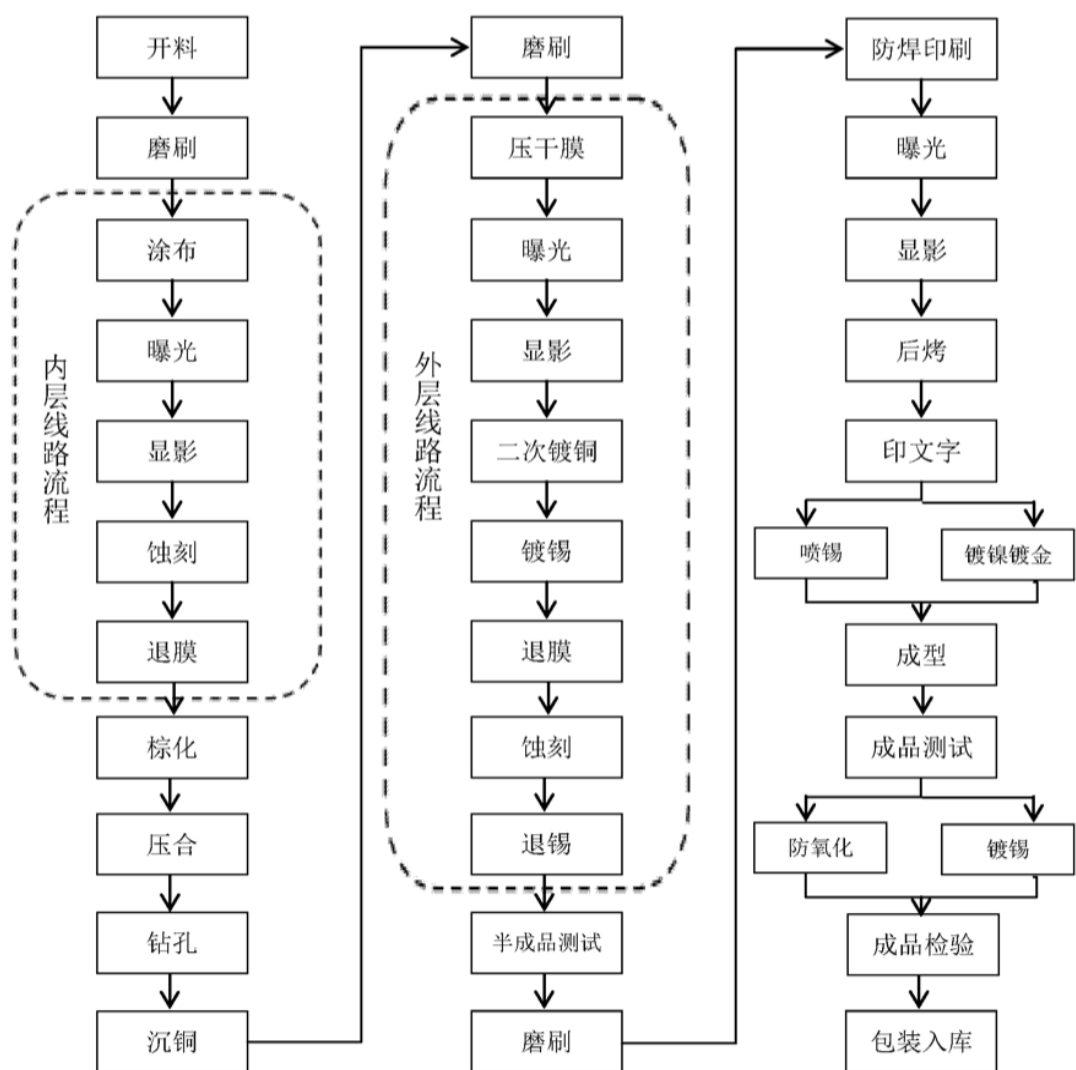 开料
磨刷
涂布
曝光
显影
蚀刻
退膜
内层线路流程
棕化
压合
钻孔
沉铜
磨刷
压干膜
曝光
显影
二次镀铜
镀锡
退膜
蚀刻
退锡
外层线路流程
半成品测试
磨刷
防焊印刷
曝光
显影
后烤
印文字
喷锡
镀镍镀金
成型
成品测试
防氧化
镀锡
成品检验
包装入库